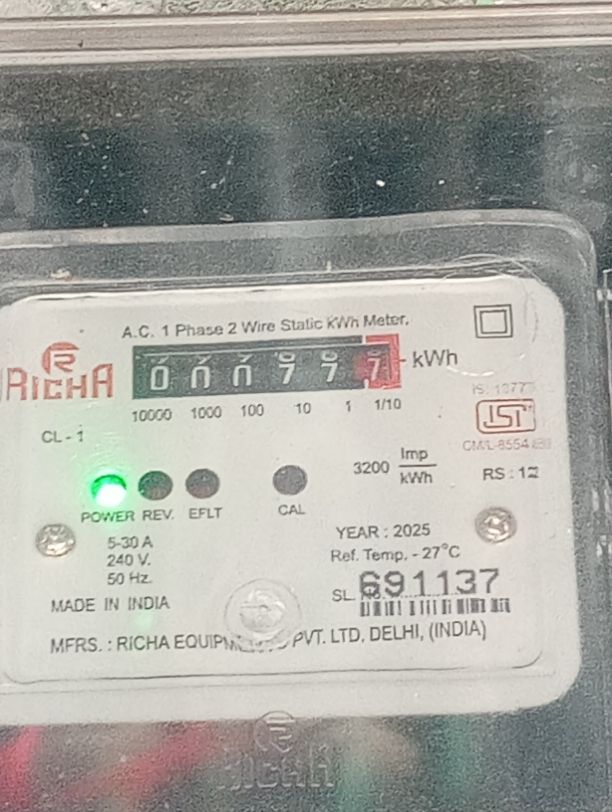 A.C. 1 Phase 2 Wire Static kWh Meter.
RICHA
0 0 0 7 7 7 kWh
10000 1000 100 10 1 1/10
CL - 1
ISI
3200 Imp/kWh
RS : 12
POWER REV. EFLT CAL
5-30 A
240 V.
50 Hz.
YEAR : 2025
Ref. Temp. - 27°C
SL. 691137
MADE IN INDIA
MFRS. : RICHA PVT. LTD. DELHI, (INDIA)
RICHA